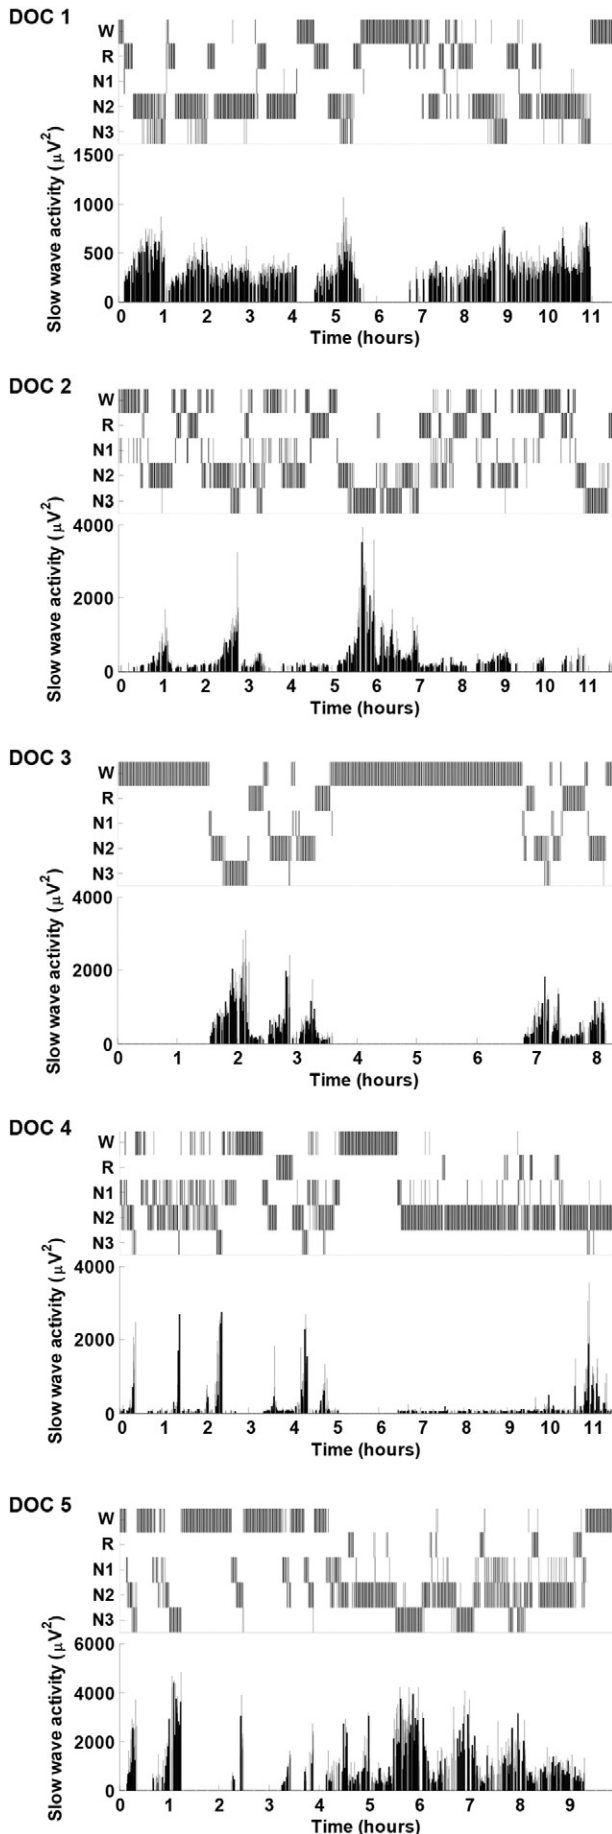 DOC 1
W
R
N1
N2
N3
Slow wave activity (µV²)
1500
1000
500
0
0 1 2 3 4 5 6 7 8 9 10 11
Time (hours)
DOC 2
W
R
N1
N2
N3
Slow wave activity (µV²)
4000
2000
0
0 1 2 3 4 5 6 7 8 9 10 11
Time (hours)
DOC 3
W
R
N1
N2
N3
Slow wave activity (µV²)
4000
2000
0
0 1 2 3 4 5 6 7 8
Time (hours)
DOC 4
W
R
N1
N2
N3
Slow wave activity (µV²)
4000
2000
0
0 1 2 3 4 5 6 7 8 9 10 11
Time (hours)
DOC 5
W
R
N1
N2
N3
Slow wave activity (µV²)
6000
4000
2000
0
0 1 2 3 4 5 6 7 8 9
Time (hours)